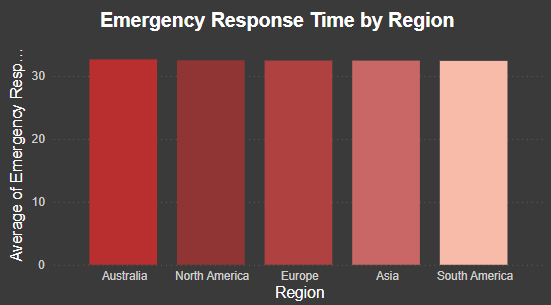 Emergency Response Time by Region
Average of Emergency Resp...
30
20
10
0
Australia
North America
Europe
Asia
South America
Region